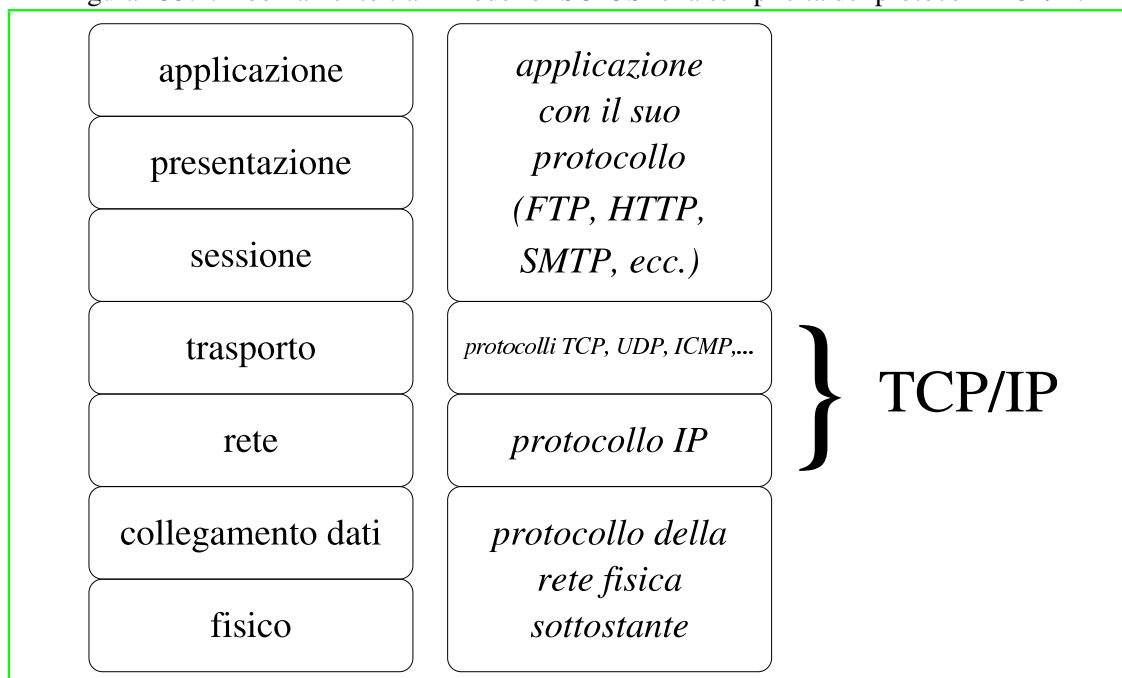 applicazione
presentazione
sessione
trasporto
rete
collegamento dati
fisico
applicazione
con il suo
protocollo
(FTP, HTTP,
SMTP, ecc.)
protocolli TCP, UDP, ICMP,...
protocollo IP
protocollo della
rete fisica
sottostante
TCP/IP